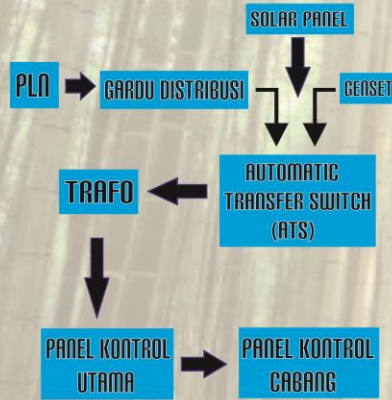 SOLAR PANEL
PLN
GARDU DISTRIBUSI
GENSET
AUTOMATIC
TRANSFER SWITCH
(ATS)
TRAFO
PANEL KONTROL
UTAMA
PANEL KONTROL
CABANG